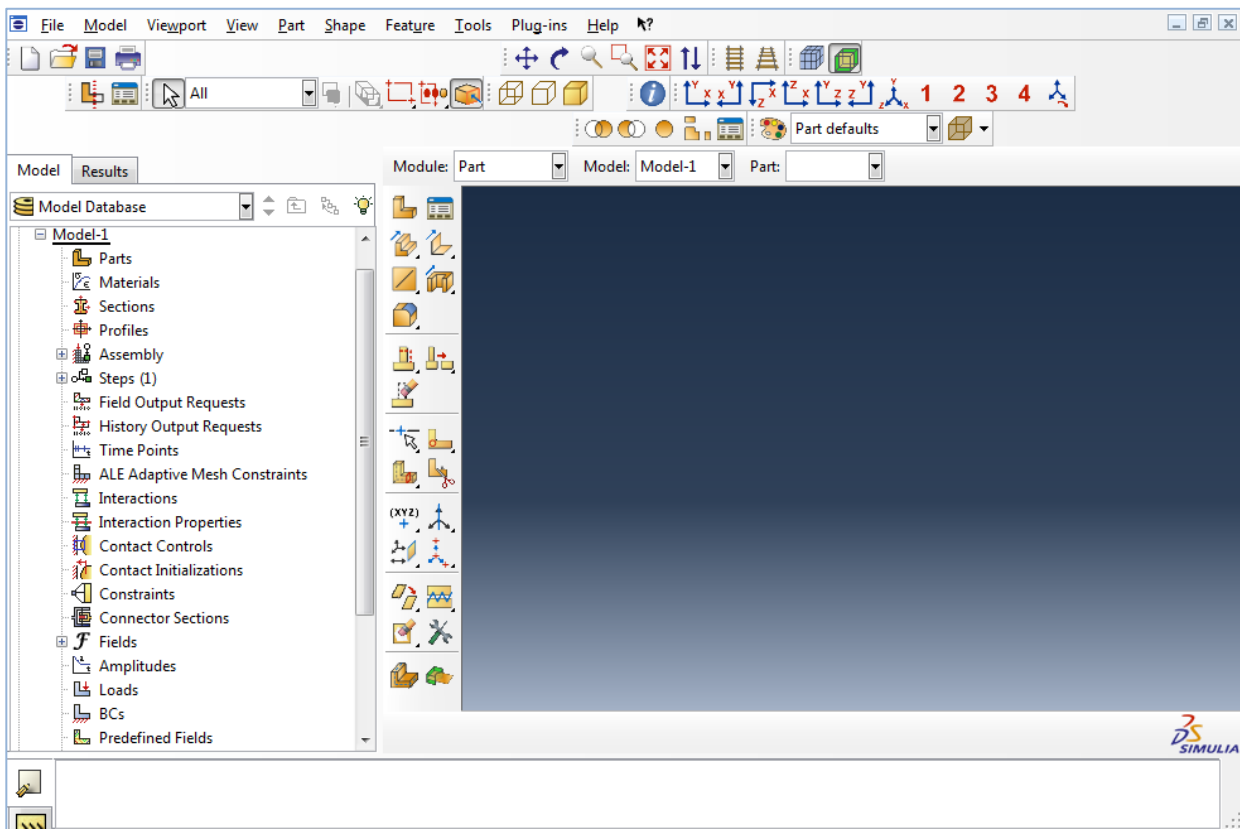 File Model Viewport View Part Shape Feature Tools Plug-ins Help
All
1 2 3 4
Part defaults
Model Results
Module: Part Model: Model-1 Part:
Model Database
Model-1
Parts
Materials
Sections
Profiles
Assembly
Steps (1)
Field Output Requests
History Output Requests
Time Points
ALE Adaptive Mesh Constraints
Interactions
Interaction Properties
Contact Controls
Contact Initializations
Constraints
Connector Sections
Fields
Amplitudes
Loads
BCs
Predefined Fields
(XYZ)
SIMULIA